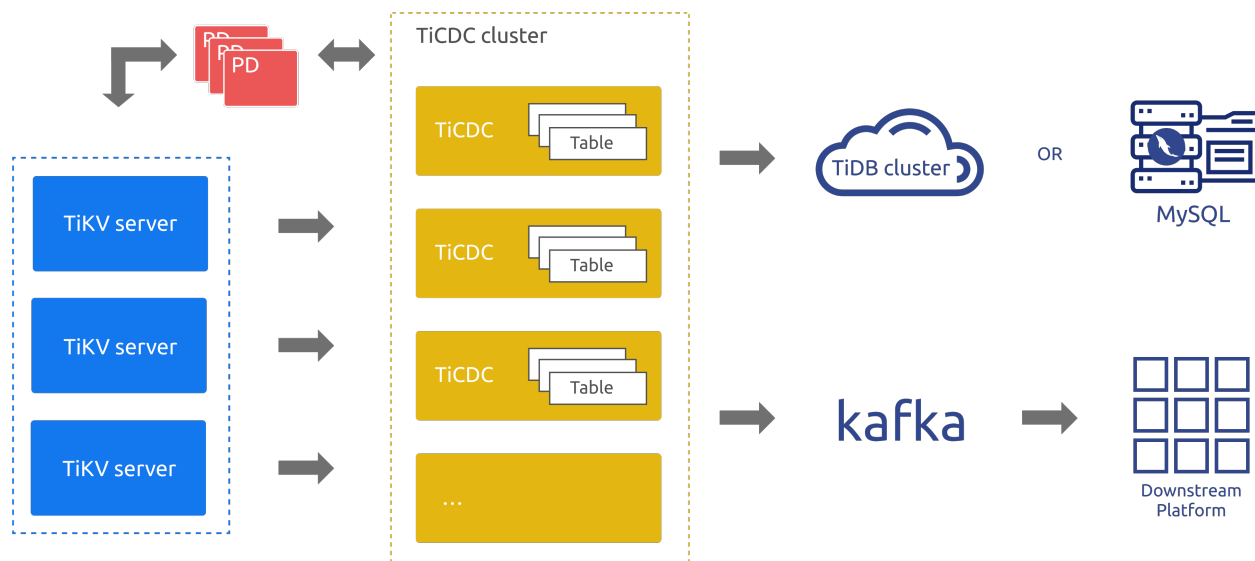 PD
PD
PD
TiCDC cluster
TiCDC
Table
TiDB cluster
OR
MySQL
TiKV server
TiCDC
Table
TiKV server
TiCDC
Table
kafka
TiKV server
...
Downstream
Platform